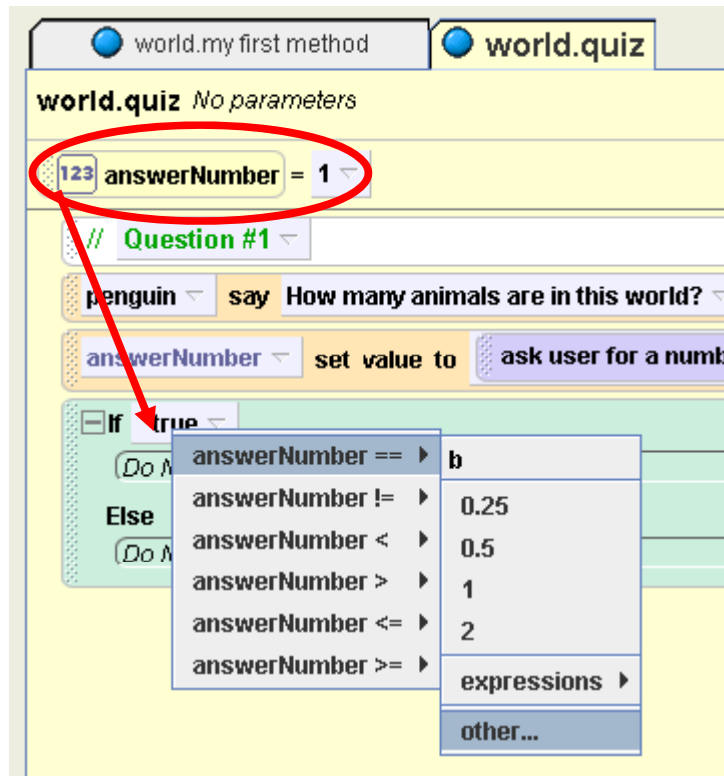 world.my first method world.quiz
world.quiz No parameters
123 answerNumber = 1
// Question #1
penguin say How many animals are in this world?
answerNumber set value to ask user for a numb
If true
(Do N
Else
(Do N
answerNumber ==
answerNumber !=
answerNumber <
answerNumber >
answerNumber <=
answerNumber >=
b
0.25
0.5
1
2
expressions
other...